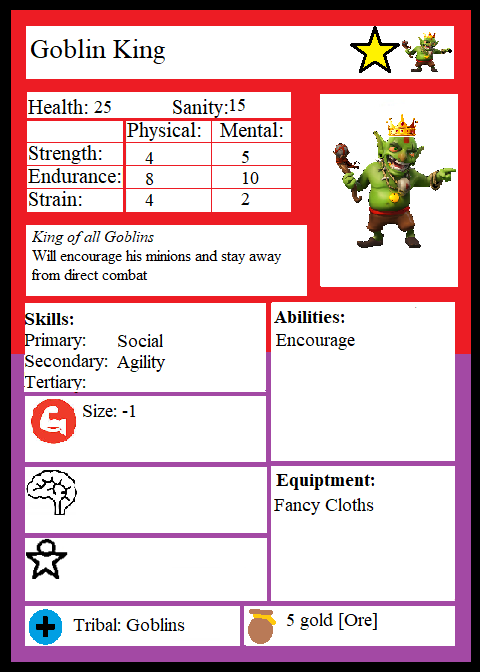 Goblin King
Health: 25 Sanity:15
Physical: Mental:
Strength: 4 5
Endurance: 8 10
Strain: 4 2
King of all Goblins
Will encourage his minions and stay away
from direct combat
Skills:
Primary: Social
Secondary: Agility
Tertiary:
Abilities:
Encourage
Size: -1
Equiptment:
Fancy Cloths
Tribal: Goblins
5 gold [Ore]